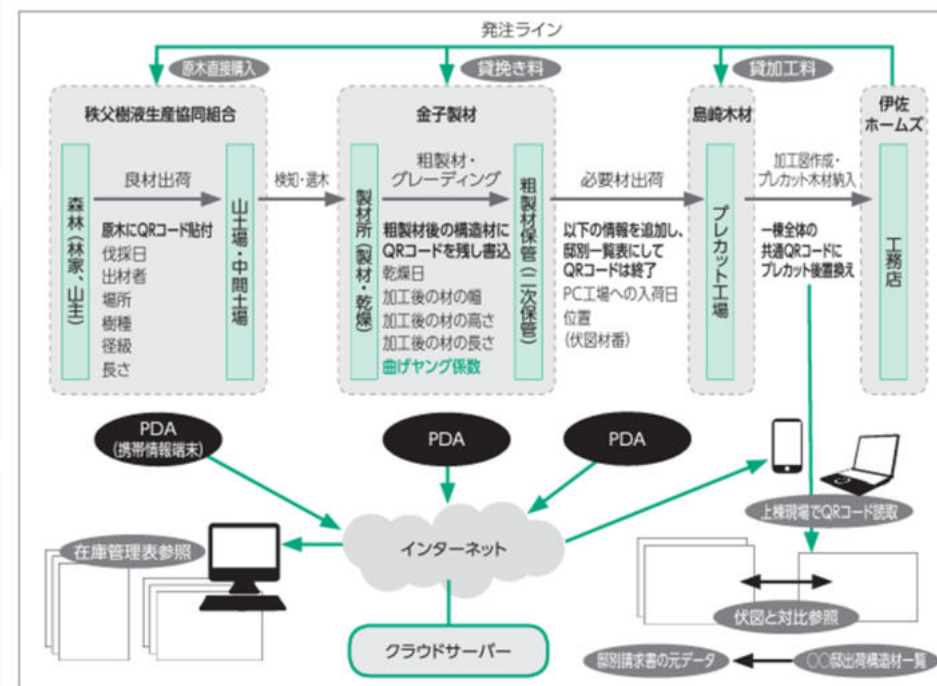 発注ライン
原木直接購入
賃挽き料
賃加工料
秩父樹液生産協同組合
金子製材
島崎木材
伊佐
ホームズ
森林(林家、山主)
良材出荷
原木にQRコード貼付
伐採日
出材者
場所
樹種
径級
長さ
山土場・中間土場
検知・選木
製材所(製材・乾燥)
粗製材・
グレーディング
粗製材後の構造材に
QRコードを残し書込
乾燥日
加工後の材の幅
加工後の材の高さ
加工後の材の長さ
曲げヤング係数
粗製材保管(二次保管)
必要材出荷
以下の情報を追加し、
邸別一覧表にして
QRコードは終了
PC工場への入荷日
位置
(伏図材番)
プレカット工場
加工図作成・
プレカット木材納入
一棟全体の
共通QRコードに
プレカット後置換え
工務店
PDA
(携帯情報端末)
PDA
PDA
インターネット
クラウドサーバー
在庫管理表参照
上棟現場でQRコード読取
伏図と対比参照
邸別請求書の元データ
〇〇邸出荷構造材一覧